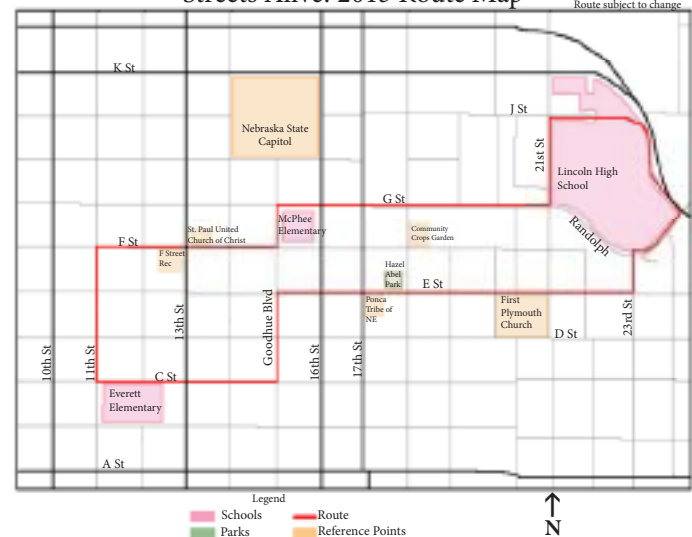 Streets Alive! 2015 Route Map
Route subject to change
K St
J St
Nebraska State
Capitol
21st St
Lincoln High
School
G St
McPhee
Elementary
St. Paul United
Church of Christ
Community
Crops Garden
Randolph
F St
F Street
Rec
Hazel
Abel
Park
E St
Ponca
Tribe of
NE
First
Plymouth
Church
23rd St
D St
10th St
11th St
13th St
Goodhue Blvd
16th St
17th St
C St
Everett
Elementary
A St
Legend
Schools
Route
Parks
Reference Points
N